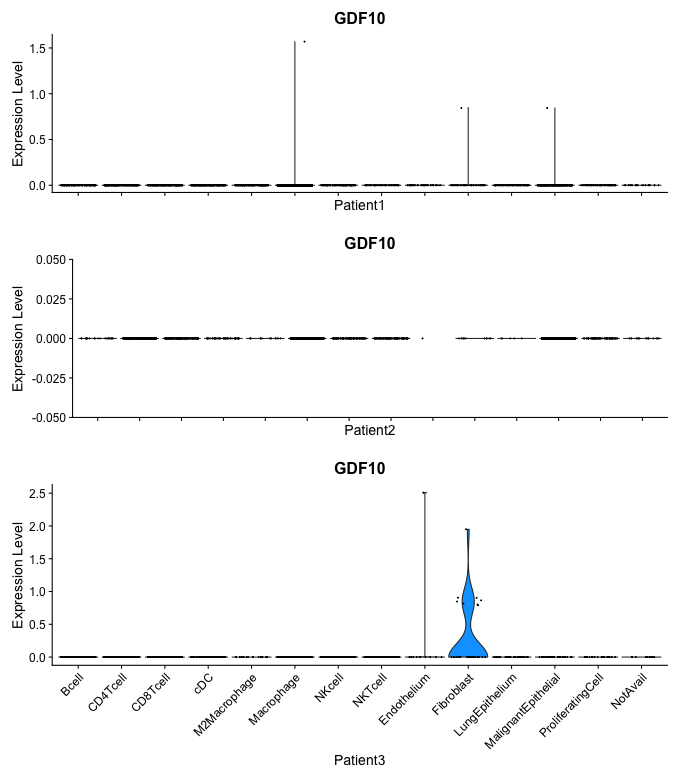 GDF10
Expression Level
1.5
1.0
0.5
0.0
Patient1
GDF10
Expression Level
0.050
0.025
0.000
-0.025
-0.050
Patient2
GDF10
Expression Level
2.5
2.0
1.5
1.0
0.5
0.0
Bcell
CD4Tcell
CD8Tcell
cDC
M2Macrophage
Macrophage
NKcell
NKTcell
Endothelium
Fibroblast
LungEpithelium
MalignantEpithelial
ProliferatingCell
NotAvail
Patient3